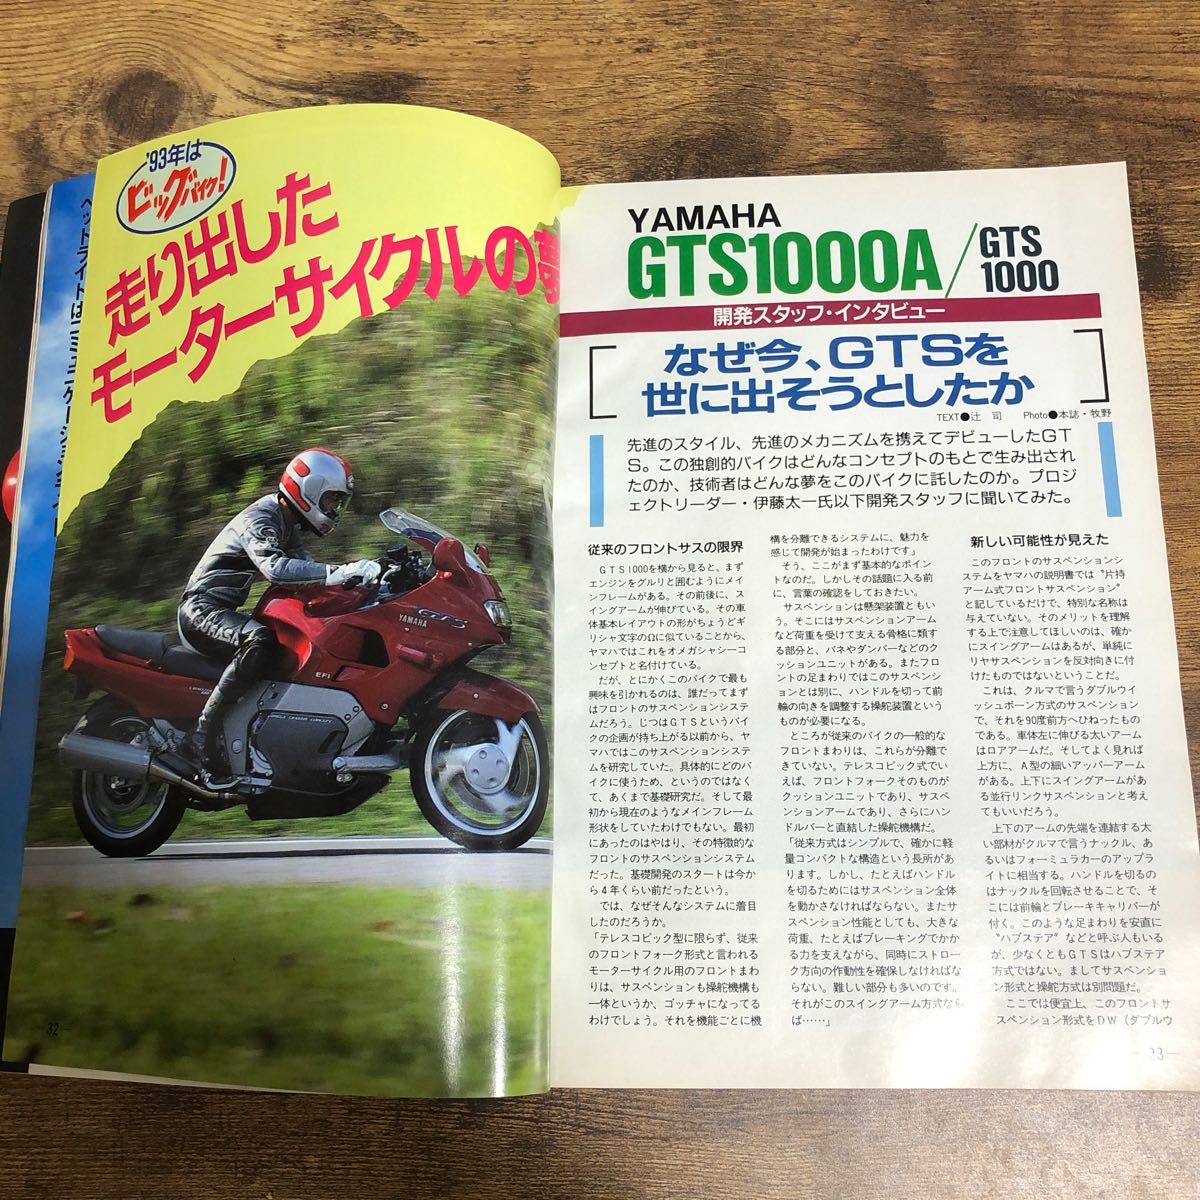 '93年は
ビッグバイク!
走り出した
モーターサイクルの夢
YAMAHA
GTS
EFI
OMEGA CHASSIS CONCEPT
32
YAMAHA
GTS1000A/GTS
1000
開発スタッフ・インタビュー
なぜ今、GTSを
世に出そうとしたか
TEXT●辻 司 Photo●本誌・牧野
先進のスタイル、先進のメカニズムを携えてデビューしたGT
S。この独創的バイクはどんなコンセプトのもとで生み出され
たのか、技術者はどんな夢をこのバイクに託したのか。プロジ
ェクトリーダー・伊藤太一氏以下開発スタッフに聞いてみた。
従来のフロントサスの限界
GTS1000を横から見ると、まず
エンジンをグルリと囲むようにメイ
ンフレームがある。その前後に、ス
イングアームが伸びている。その車
体基本レイアウトの形がちょうどギ
リシャ文字のΩに似ていることから、
ヤマハではこれをオメガシャシーコ
ンセプトと名付けている。
だが、とにかくこのバイクで最も
興味を引かれるのは、誰だってまず
はフロントのサスペンションシステ
ムだろう。じつはGTSというバイ
クの企画が持ち上がる以前から、ヤ
マハではこのサスペンションシステ
ムを研究していた。具体的にどのバ
イクに使うため、というのではなく
て、あくまで基礎研究だ。そして最
初から現在のようなメインフレーム
形状をしていたわけでもない。最初
にあったのはやはり、その特徴的な
フロントのサスペンションシステム
だった。基礎開発のスタートは今か
ら4年くらい前だったという。
では、なぜそんなシステムに着目
したのだろうか。
「テレスコピック型に限らず、従来
のフロントフォーク形式と言われる
モーターサイクル用のフロントまわ
りは、サスペンションも操舵機構も
一体というか、ゴッチャになってる
わけでしょう。それを機能ごとに機
構を分離できるシステムに、魅力を
感じて開発が始まったわけです」
そう、ここがまず基本的なポイント
なのだ。しかしその話題に入る前
に、言葉の確認をしておきたい。
サスペンションは懸架装置ともい
う。そこにはサスペンションアーム
など荷重を受けて支える骨格に類す
る部分と、バネやダンパーなどのク
ッションユニットがある。またフロ
ントの足まわりではこのサスペンシ
ョンとは別に、ハンドルを切って前
輪の向きを調整する操舵装置という
ものが必要になる。
ところが従来のバイクの一般的な
フロントまわりは、これらが分離で
きていない。テレスコピック式でい
えば、フロントフォークそのものが
クッションユニットであり、サスペ
ンションアームであり、さらにハン
ドルバーと直結した操舵機構だ。
「従来方式はシンプルで、確かに軽
量コンパクトな構造という長所があ
ります。しかし、たとえばハンドル
を切るためにはサスペンション全体
を動かさなければならない。またサ
スペンション性能としても、大きな
荷重、たとえばブレーキングでかか
る力を支えながら、同時にストロー
ク方向の作動性を確保しなければな
らない。難しい部分も多いのです。
それがこのスイングアーム方式なら
ば……」
新しい可能性が見えた
このフロントのサスペンションシ
ステムをヤマハの説明書では〝片持
アーム式フロントサスペンション〟
と記しているだけで、特別な名称は
与えていない。そのメリットを理解
する上で注意してほしいのは、確か
にスイングアームはあるが、単純に
リヤサスペンションを反対向きに付
けたものではないということだ。
これは、クルマで言うダブルウイ
ッシュボーン方式のサスペンション
で、それを90度前方へひねったもの
である。車体左に伸びる太いアーム
はロアアームだ。そしてよく見れば
上方に、A型の細いアッパーアーム
がある。上下にスイングアームがあ
る並行リンクサスペンションと考え
てもいいだろう。
上下のアームの先端を連結する太
い部材がクルマで言うナックル、あ
るいはフォーミュラカーのアップラ
イトに相当する。ハンドルを切るの
はナックルを回転させることで、そ
こには前輪とブレーキキャリパーが
付く。このような足まわりを安直に
〝ハブステア〟などと呼ぶ人もいる
が、少なくともGTSはハブステア
方式ではない。ましてサスペンショ
ン形式と操舵方式は別問題だ。
ここでは便宜上、このフロントサ
スペンション形式をDW(ダブルウ
33